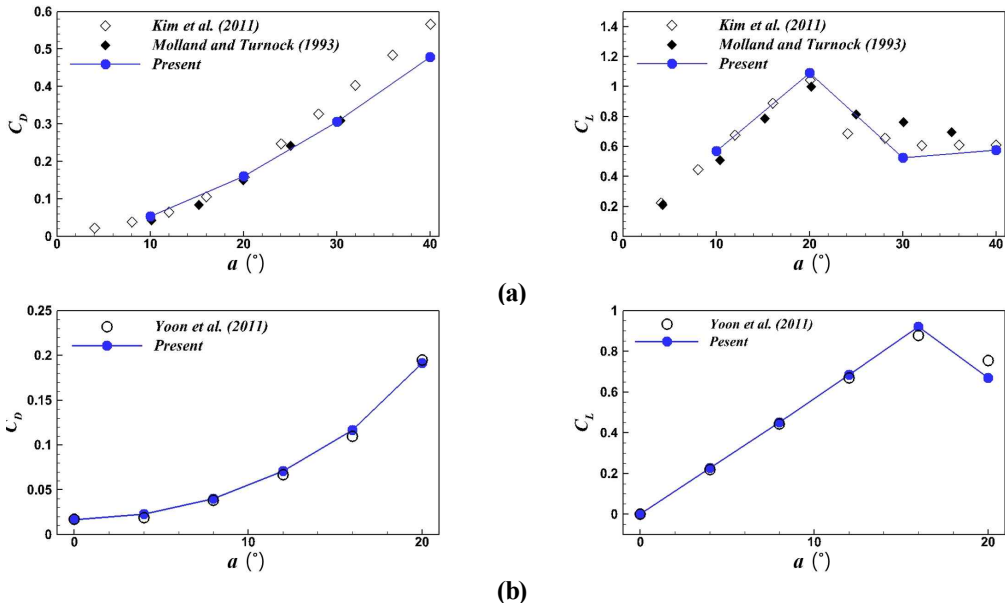 Kim et al. (2011)
Molland and Turnock (1993)
Present
0.6
0.5
0.4
0.3
0.2
0.1
0
C_D
0 10 20 30 40
a (°)
Kim et al. (2011)
Molland and Turnock (1993)
Present
1.4
1.2
1
0.8
0.6
0.4
0.2
0
C_L
0 10 20 30 40
a (°)
(a)
Yoon et al. (2011)
Present
0.25
0.2
0.15
0.1
0.05
0
C_D
0 10 20
a (°)
Yoon et al. (2011)
Pesent
1
0.8
0.6
0.4
0.2
0
C_L
0 10 20
a (°)
(b)